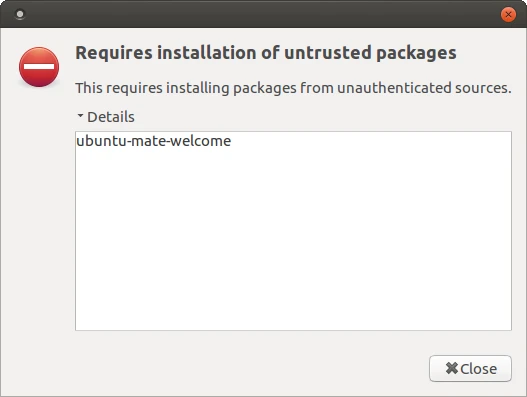 Requires installation of untrusted packages
This requires installing packages from unauthenticated sources.
Details
ubuntu-mate-welcome
Close